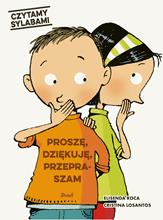 CZYTAMY
SYLABAMI
PROSZĘ,
DZIĘKUJĘ,
PRZEPRA-
SZAM
ELISENDA ROCA
CRISTINA LOSANTOS